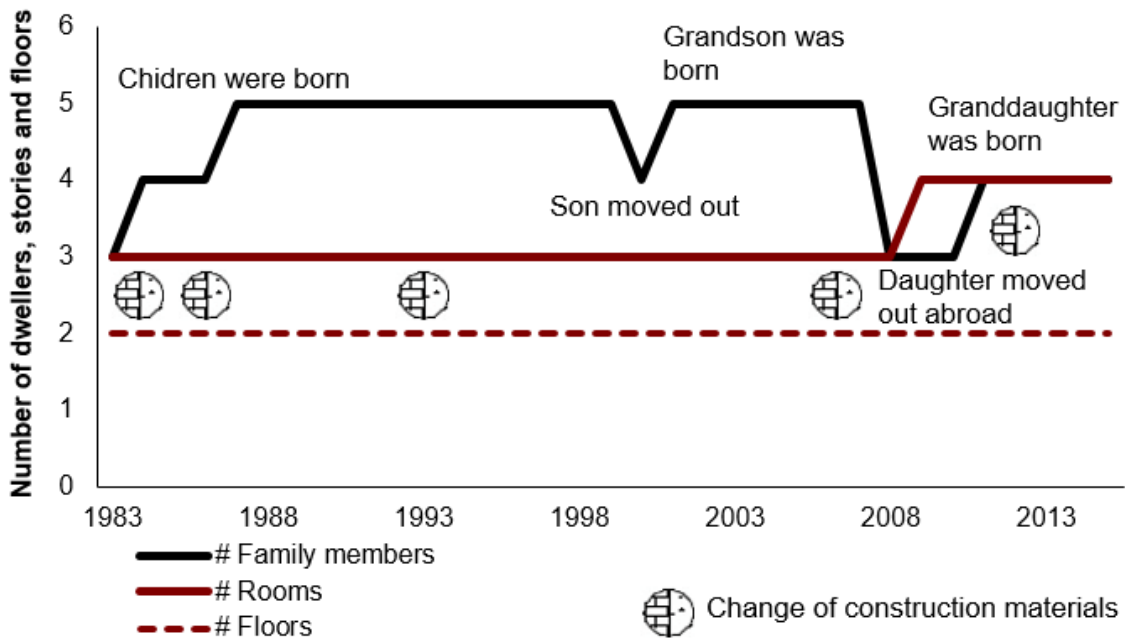 Number of dwellers, stories and floors
6
5
4
3
2
1
0
Chidren were born
Grandson was
born
Granddaughter
was born
Son moved out
Daughter moved
out abroad
1983 1988 1993 1998 2003 2008 2013
# Family members
# Rooms
# Floors
Change of construction materials